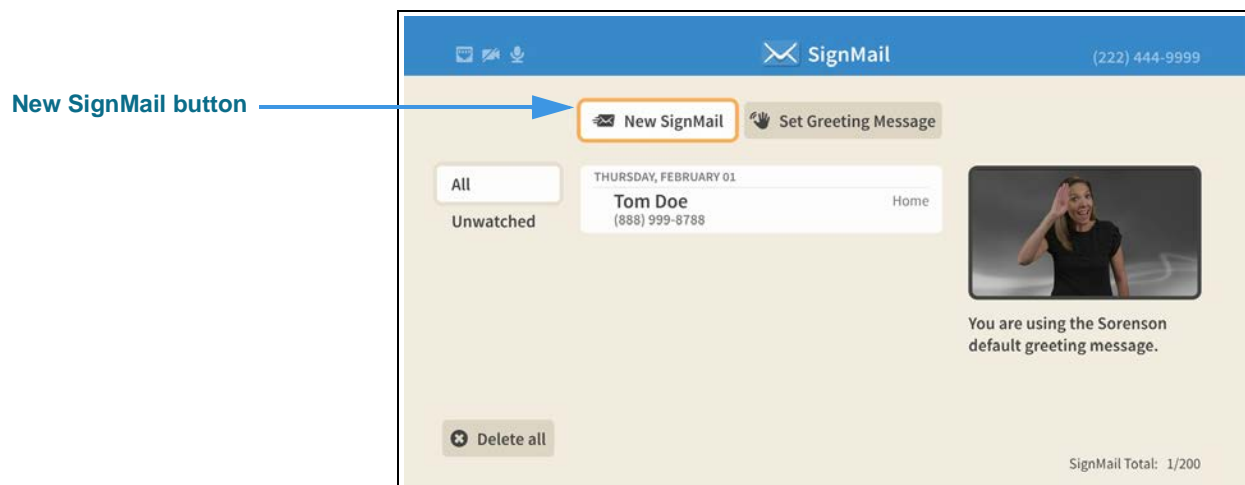 SignMail
(222) 444-9999
New SignMail button
New SignMail
Set Greeting Message
All
Unwatched
THURSDAY, FEBRUARY 01
Tom Doe
Home
(888) 999-8788
You are using the Sorenson
default greeting message.
Delete all
SignMail Total: 1/200